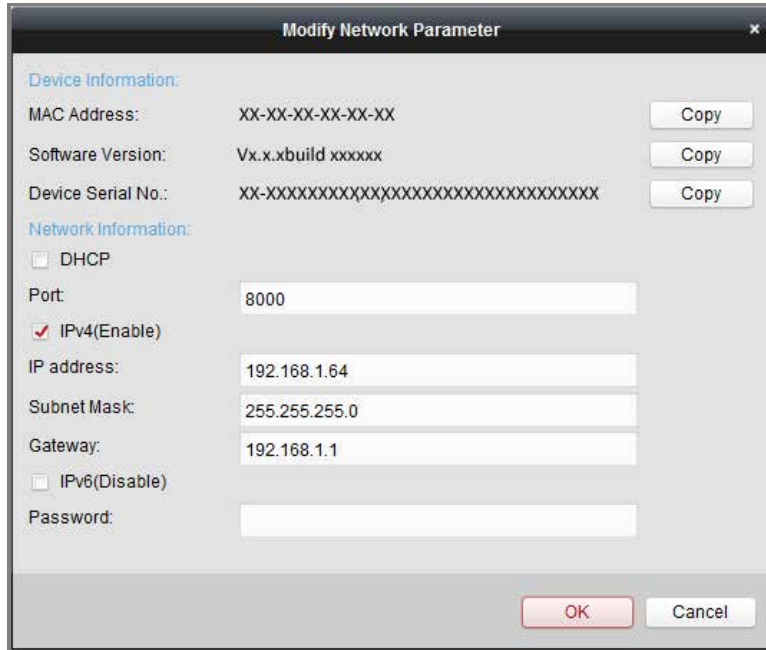 Modify Network Parameter ×
Device Information:
MAC Address: XX-XX-XX-XX-XX-XX Copy
Software Version: Vx.x.xbuild xxxxxx Copy
Device Serial No.: XX-XXXXXXXXXXXXXXXXXXXXXXXXXXXXXXXXX Copy
Network Information:
DHCP
Port: 8000
IPv4(Enable)
IP address: 192.168.1.64
Subnet Mask: 255.255.255.0
Gateway: 192.168.1.1
IPv6(Disable)
Password:
OK Cancel